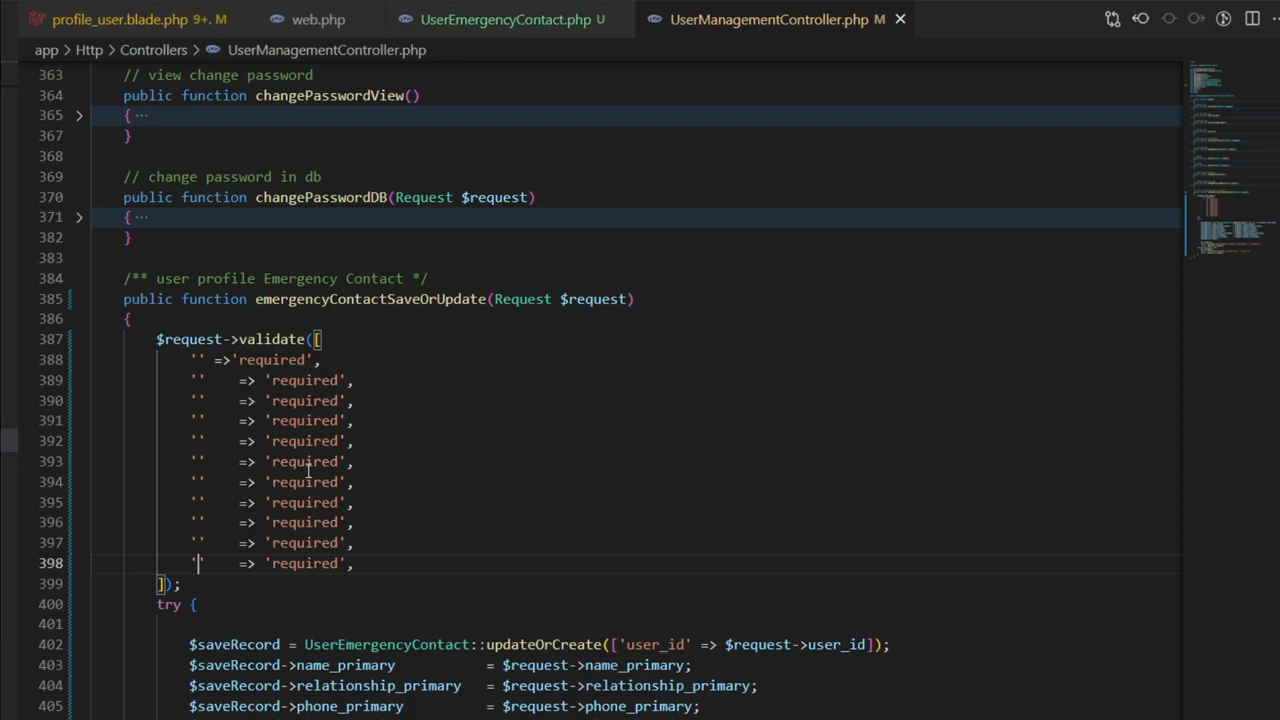 profile_user.blade.php 9+, M web.php UserEmergencyContact.php U UserManagementController.php M
app > Http > Controllers > UserManagementController.php
363 // view change password
364 public function changePasswordView()
365 { ···
367 }
368
369 // change password in db
370 public function changePasswordDB(Request $request)
371 { ···
382 }
383
384 /** user profile Emergency Contact */
385 public function emergencyContactSaveOrUpdate(Request $request)
386 {
387 $request->validate([
388 '' =>'required',
389 '' => 'required',
390 '' => 'required',
391 '' => 'required',
392 '' => 'required',
393 '' => 'required',
394 '' => 'required',
395 '' => 'required',
396 '' => 'required',
397 '' => 'required',
398 '' => 'required',
399 ]);
400 try {
401
402 $saveRecord = UserEmergencyContact::updateOrCreate(['user_id' => $request->user_id]);
403 $saveRecord->name_primary = $request->name_primary;
404 $saveRecord->relationship_primary = $request->relationship_primary;
405 $saveRecord->phone_primary = $request->phone_primary;